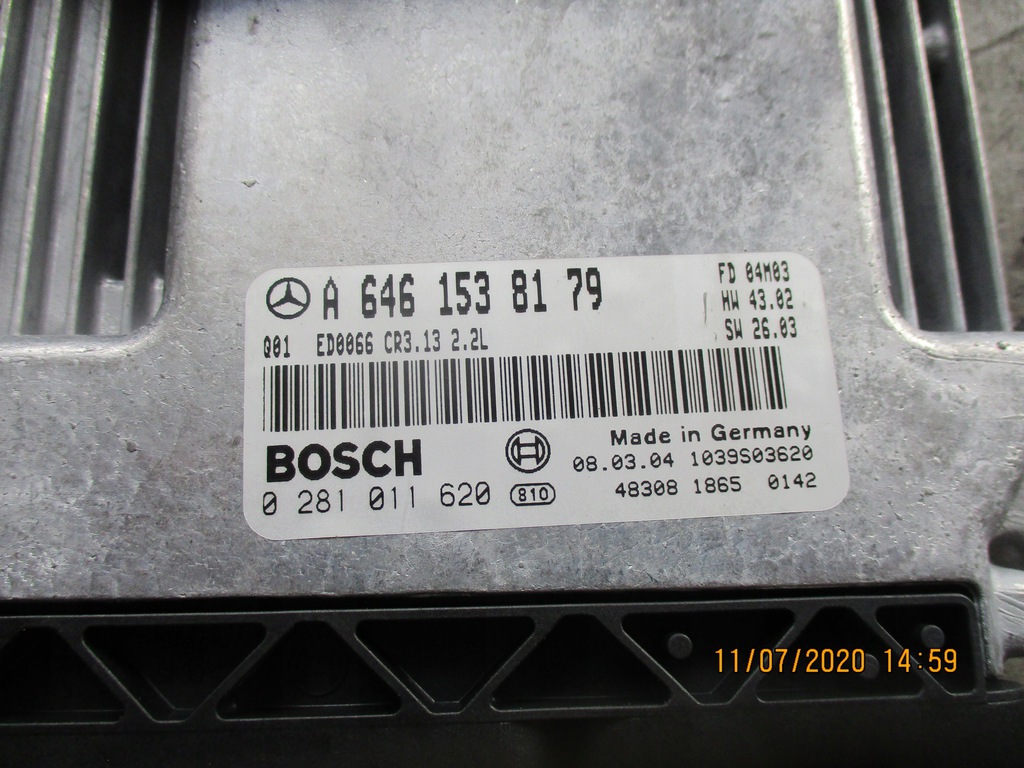 A 646 153 81 79
FD 04M03
HW 43.02
SW 26.03
Q01 ED0066 CR3.13 2.2L
BOSCH
Made in Germany
08.03.04 1039S03620
0 281 011 620 810
48308 1865 0142
11/07/2020 14:59